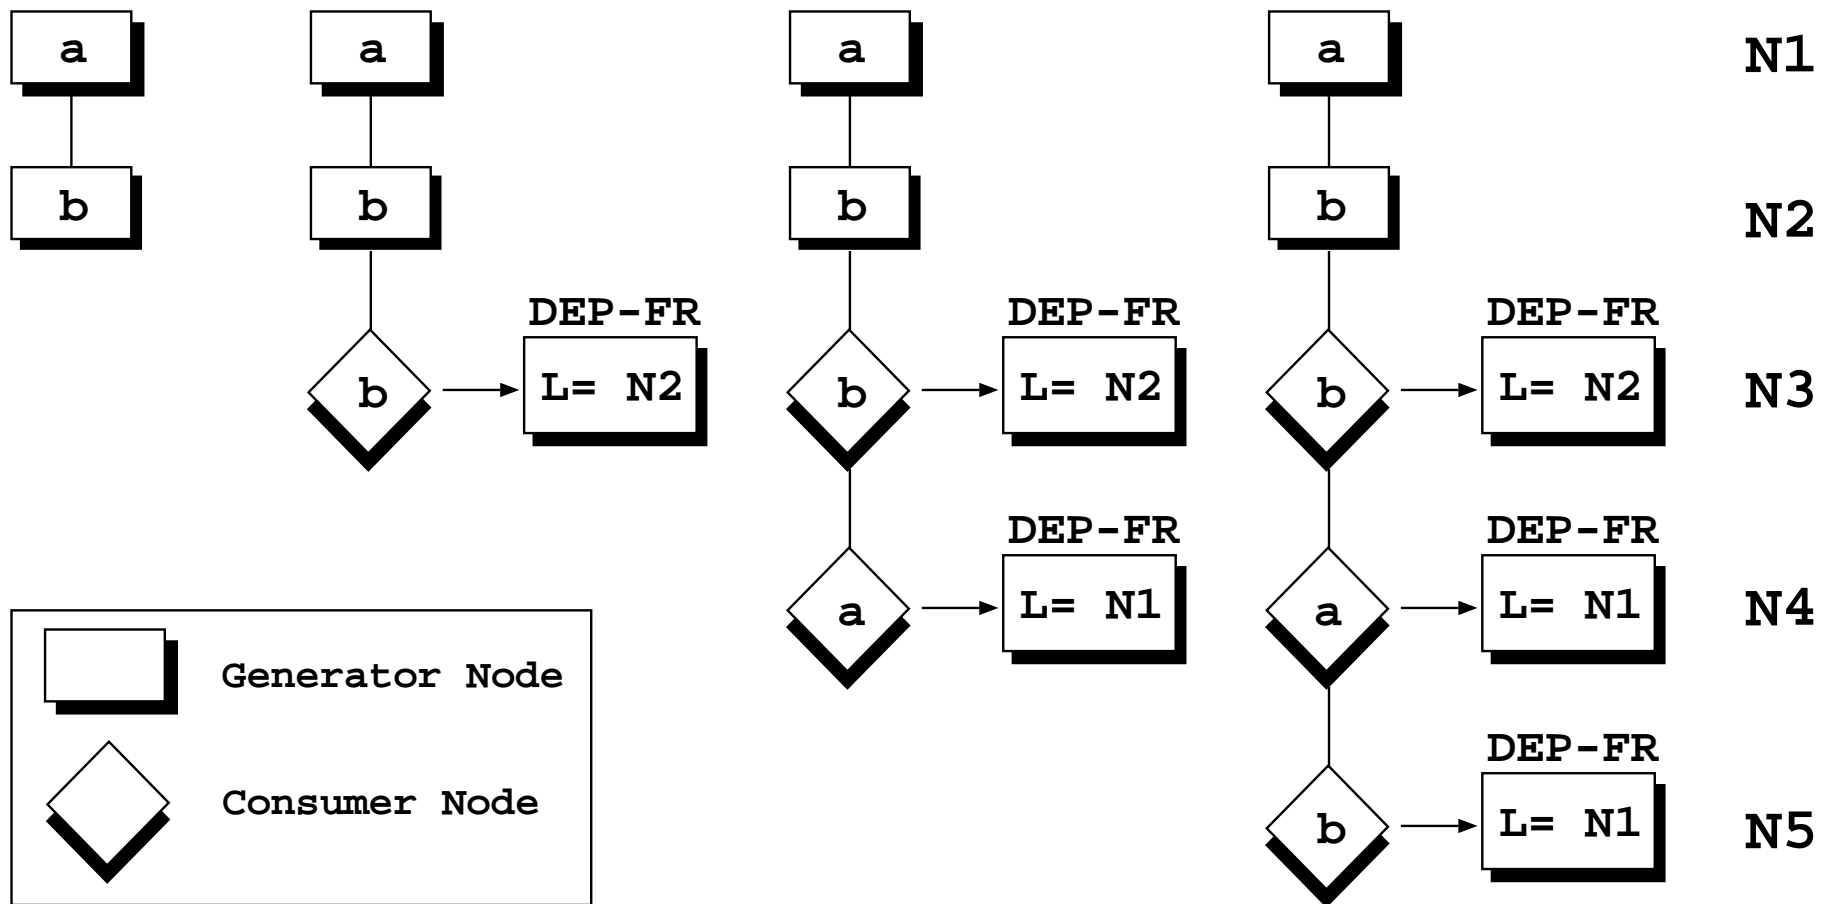 a a a a N1
b b b b N2
DEP-FR DEP-FR DEP-FR
b L= N2 b L= N2 b L= N2 N3
DEP-FR DEP-FR
a L= N1 a L= N1 N4
Generator Node
DEP-FR
Consumer Node
b L= N1 N5